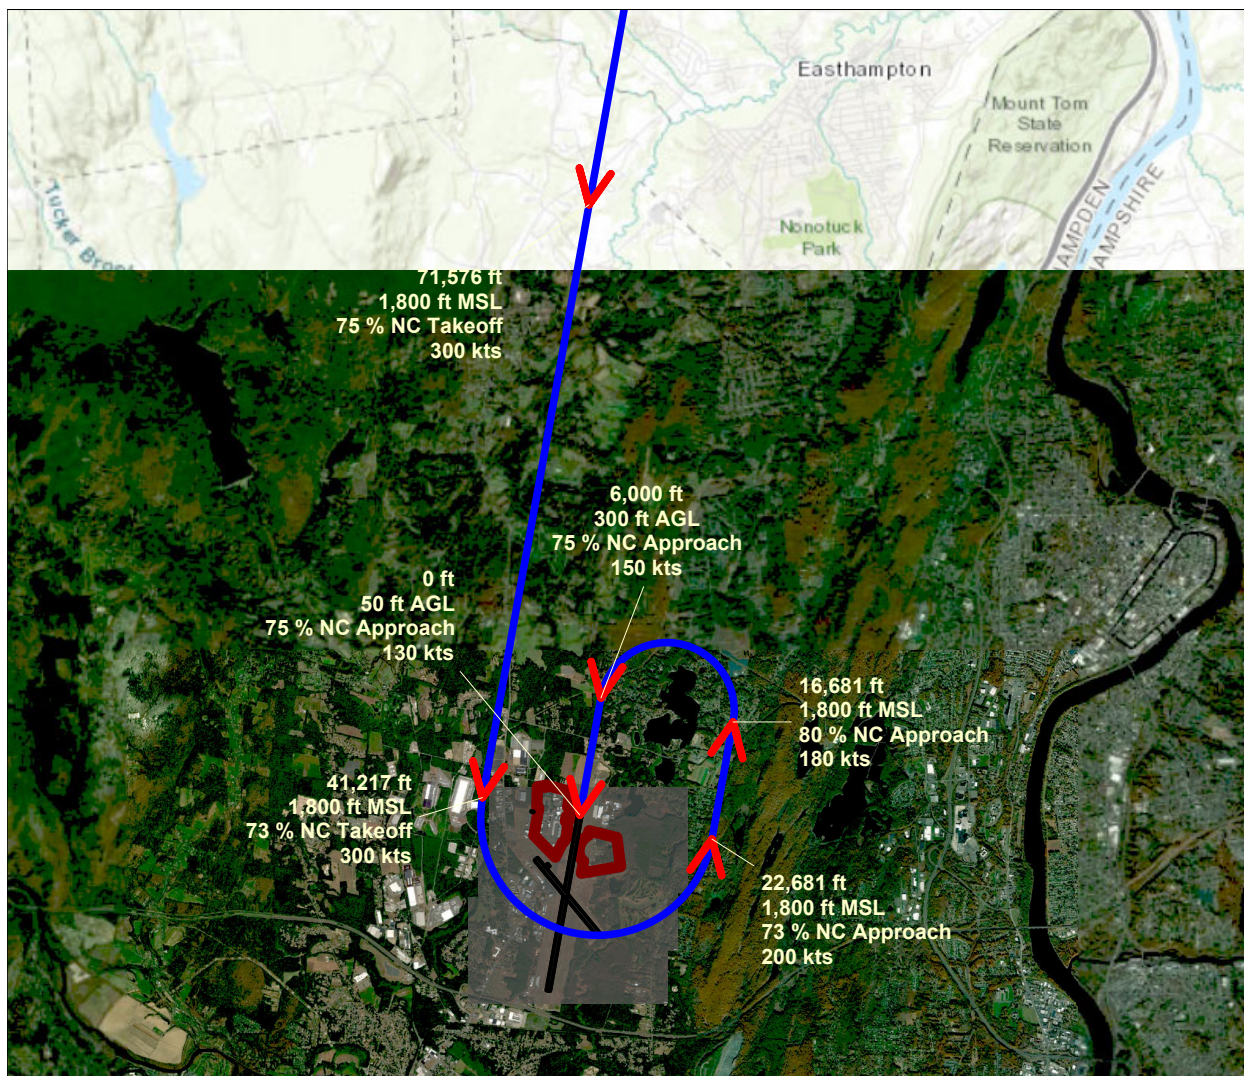 Easthampton
Mount Tom
State
Reservation
HAMPDEN
HAMPSHIRE
Nonotuck
Park
Tucker Brook
71,576 ft
1,800 ft MSL
75 % NC Takeoff
300 kts
6,000 ft
300 ft AGL
75 % NC Approach
150 kts
0 ft
50 ft AGL
75 % NC Approach
130 kts
16,681 ft
1,800 ft MSL
80 % NC Approach
180 kts
41,217 ft
1,800 ft MSL
73 % NC Takeoff
300 kts
22,681 ft
1,800 ft MSL
73 % NC Approach
200 kts